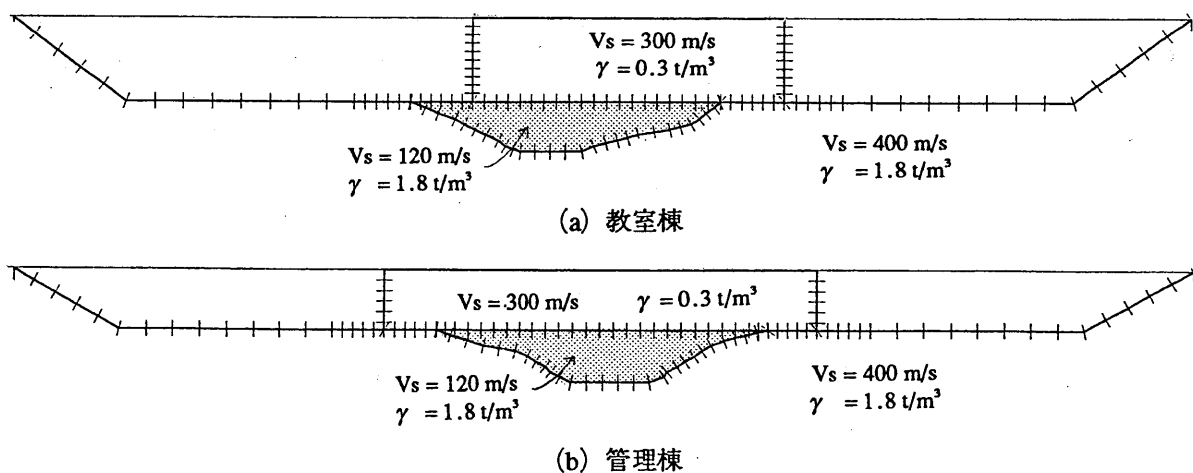 Vs = 300 m/s
γ = 0.3 t/m³
Vs = 120 m/s
γ = 1.8 t/m³
Vs = 400 m/s
γ = 1.8 t/m³
(a) 教室棟
Vs = 300 m/s γ = 0.3 t/m³
Vs = 120 m/s
γ = 1.8 t/m³
Vs = 400 m/s
γ = 1.8 t/m³
(b) 管理棟